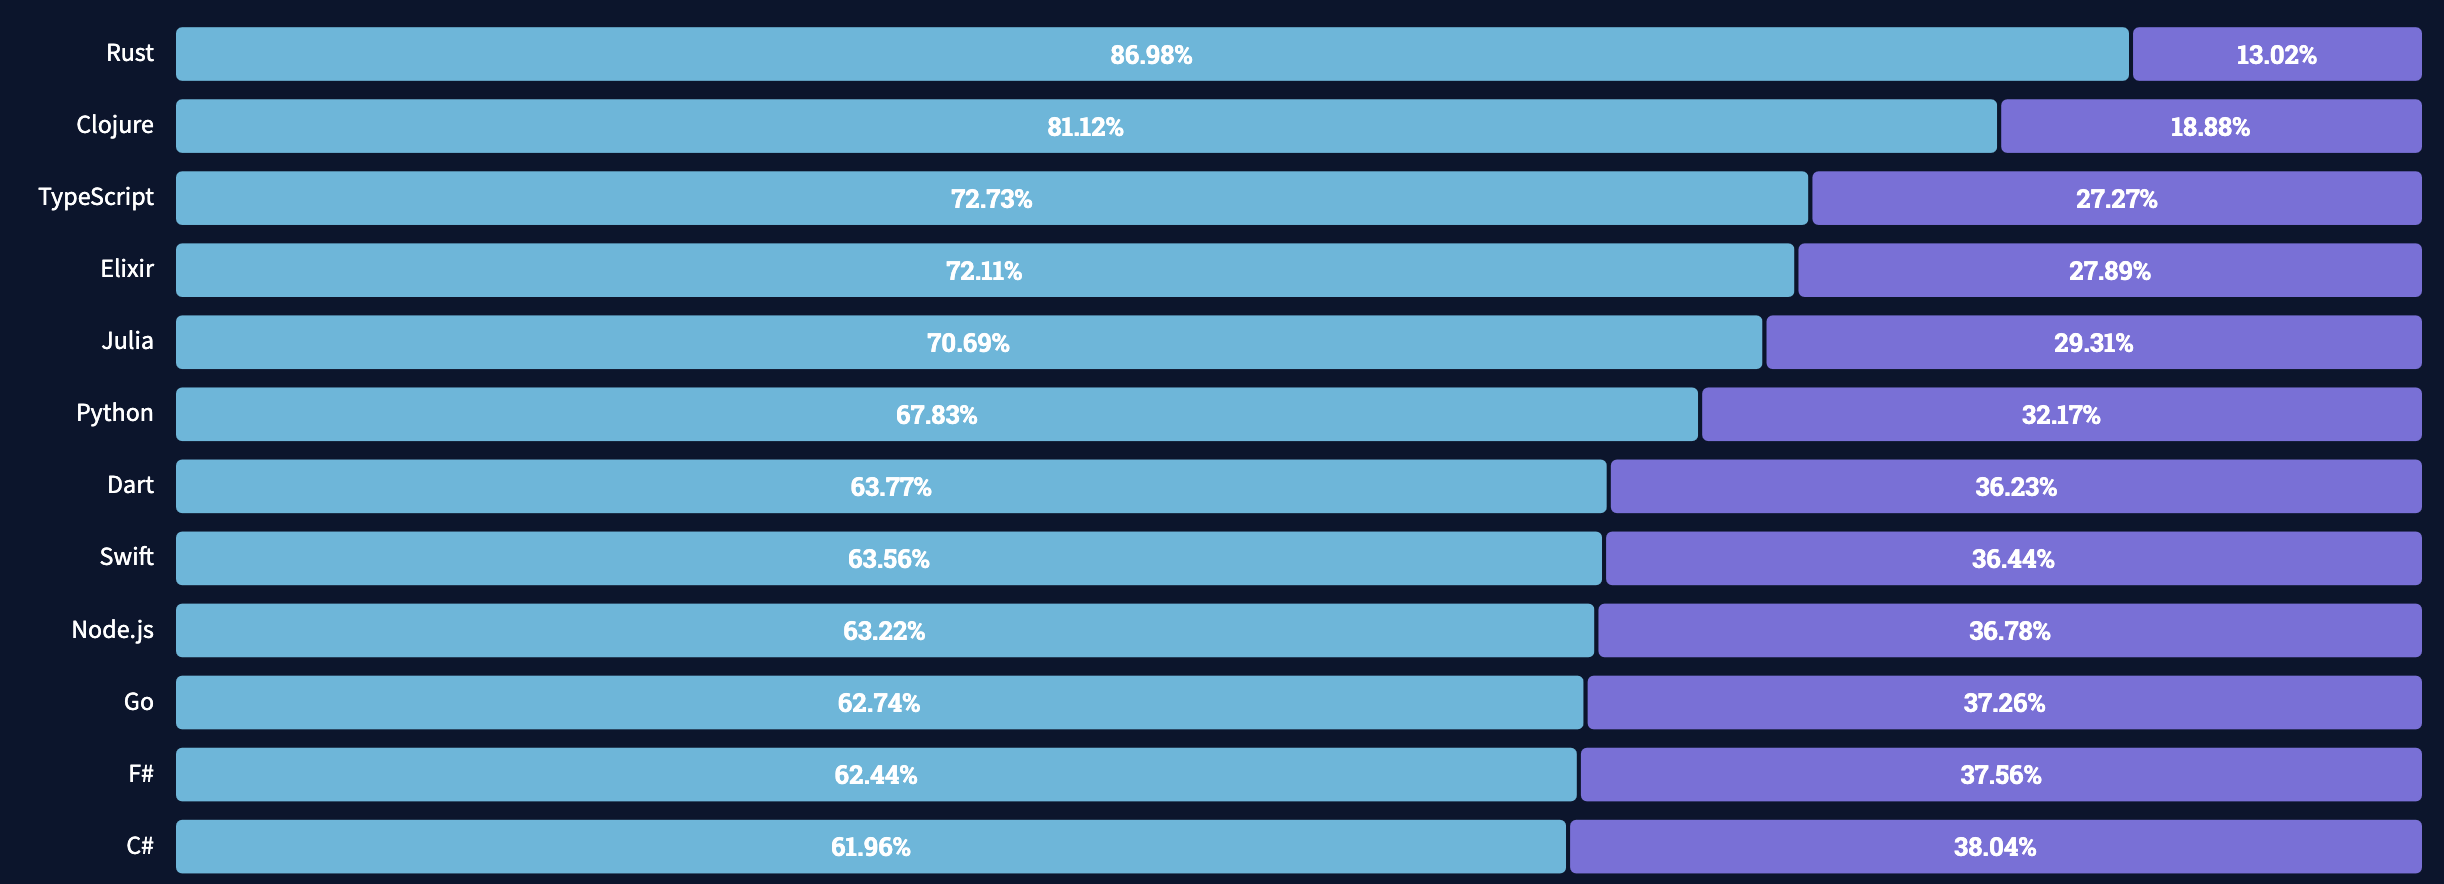 Rust 86.98% 13.02%
Clojure 81.12% 18.88%
TypeScript 72.73% 27.27%
Elixir 72.11% 27.89%
Julia 70.69% 29.31%
Python 67.83% 32.17%
Dart 63.77% 36.23%
Swift 63.56% 36.44%
Node.js 63.22% 36.78%
Go 62.74% 37.26%
F# 62.44% 37.56%
C# 61.96% 38.04%